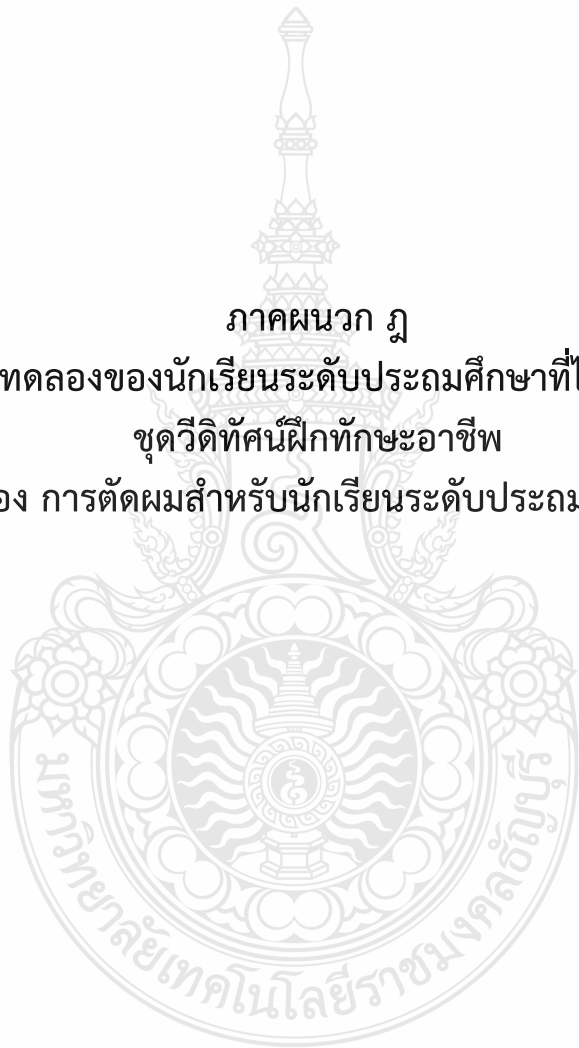 ภาคผนวก ฎ
ทดลองของนักเรียนระดับประถมศึกษาที่
ชุดวีดิทัศน์ฝึกทักษะอาชีพ
การตัดผมสำหรับนักเรียนระดับประถม
มหาวิทยาลัยเทคโนโลยีราชมงคลธัญบุรี